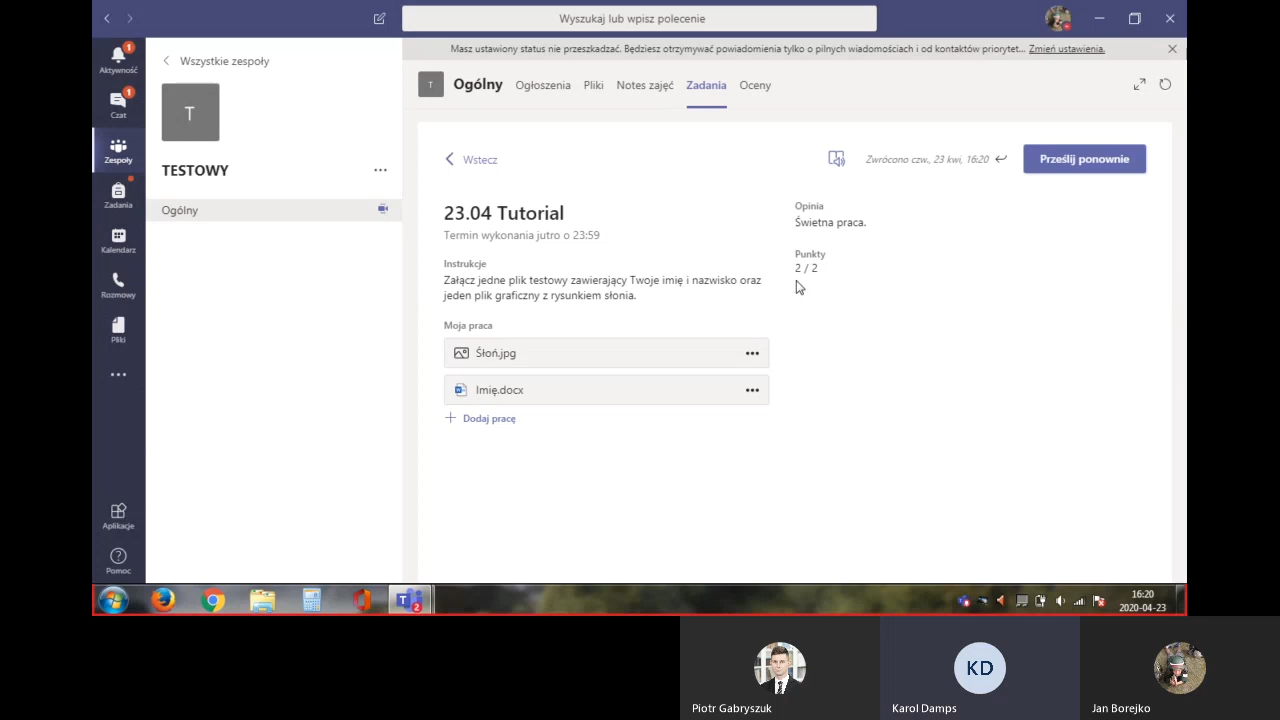 Wyszukaj lub wpisz polecenie
Masz ustawiony status nie przeszkadzać. Będziesz otrzymywać powiadomienia tylko o pilnych wiadomościach i od kontaktów priorytet... Zmień ustawienia.
1
Aktywność
1
Czat
Zespoły
Zadania
Kalendarz
Rozmowy
Pliki
Aplikacje
Pomoc
Wszystkie zespoły
T
TESTOWY
Ogólny
T
Ogólny Ogłoszenia Pliki Notes zajęć Zadania Oceny
Wstecz
Zwrócono czw., 23 kwi, 16:20
Prześlij ponownie
23.04 Tutorial
Termin wykonania jutro o 23:59
Instrukcje
Załącz jedne plik testowy zawierający Twoje imię i nazwisko oraz
jeden plik graficzny z rysunkiem słonia.
Moja praca
Słoń.jpg
Imię.docx
Dodaj pracę
Opinia
Świetna praca.
Punkty
2 / 2
T
2
16:20
2020-04-23
Piotr Gabryszuk
KD
Karol Damps
Jan Borejko